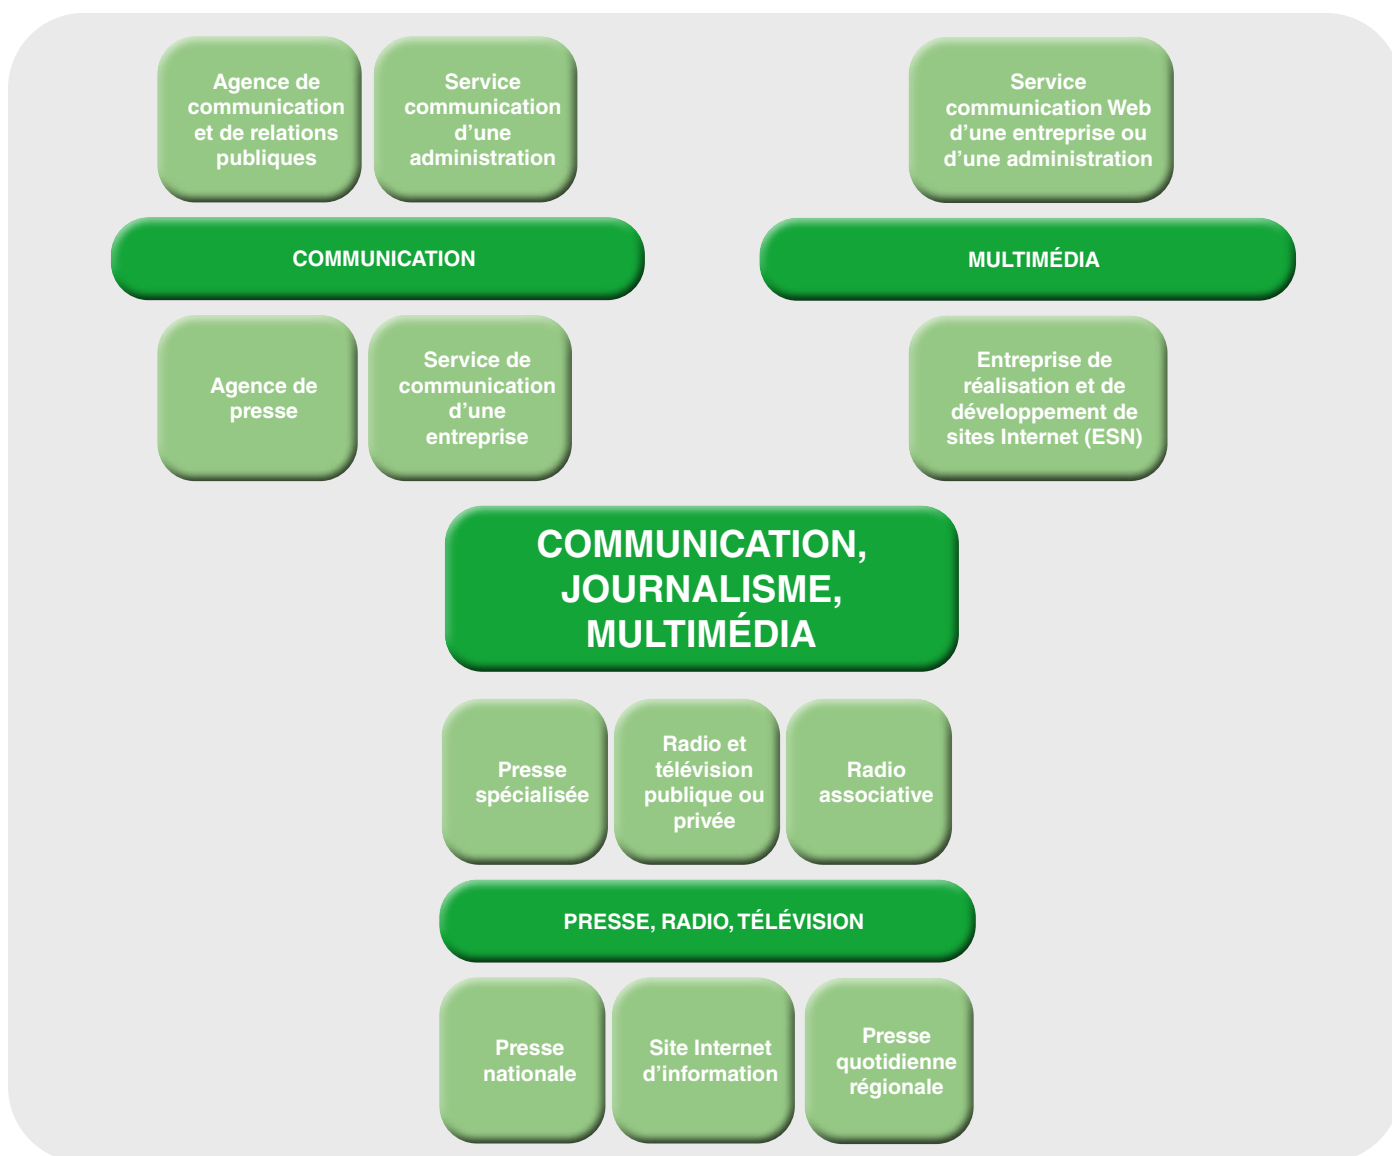 Agence de
communication
et de relations
publiques
Service
communication
d’une
administration
Service
communication Web
d’une entreprise ou
d’une administration
COMMUNICATION
MULTIMÉDIA
Agence de
presse
Service de
communication
d’une
entreprise
Entreprise de
réalisation et de
développement de
sites Internet (ESN)
COMMUNICATION,
JOURNALISME,
MULTIMÉDIA
Presse
spécialisée
Radio et
télévision
publique ou
privée
Radio
associative
PRESSE, RADIO, TÉLÉVISION
Presse
nationale
Site Internet
d’information
Presse
quotidienne
régionale